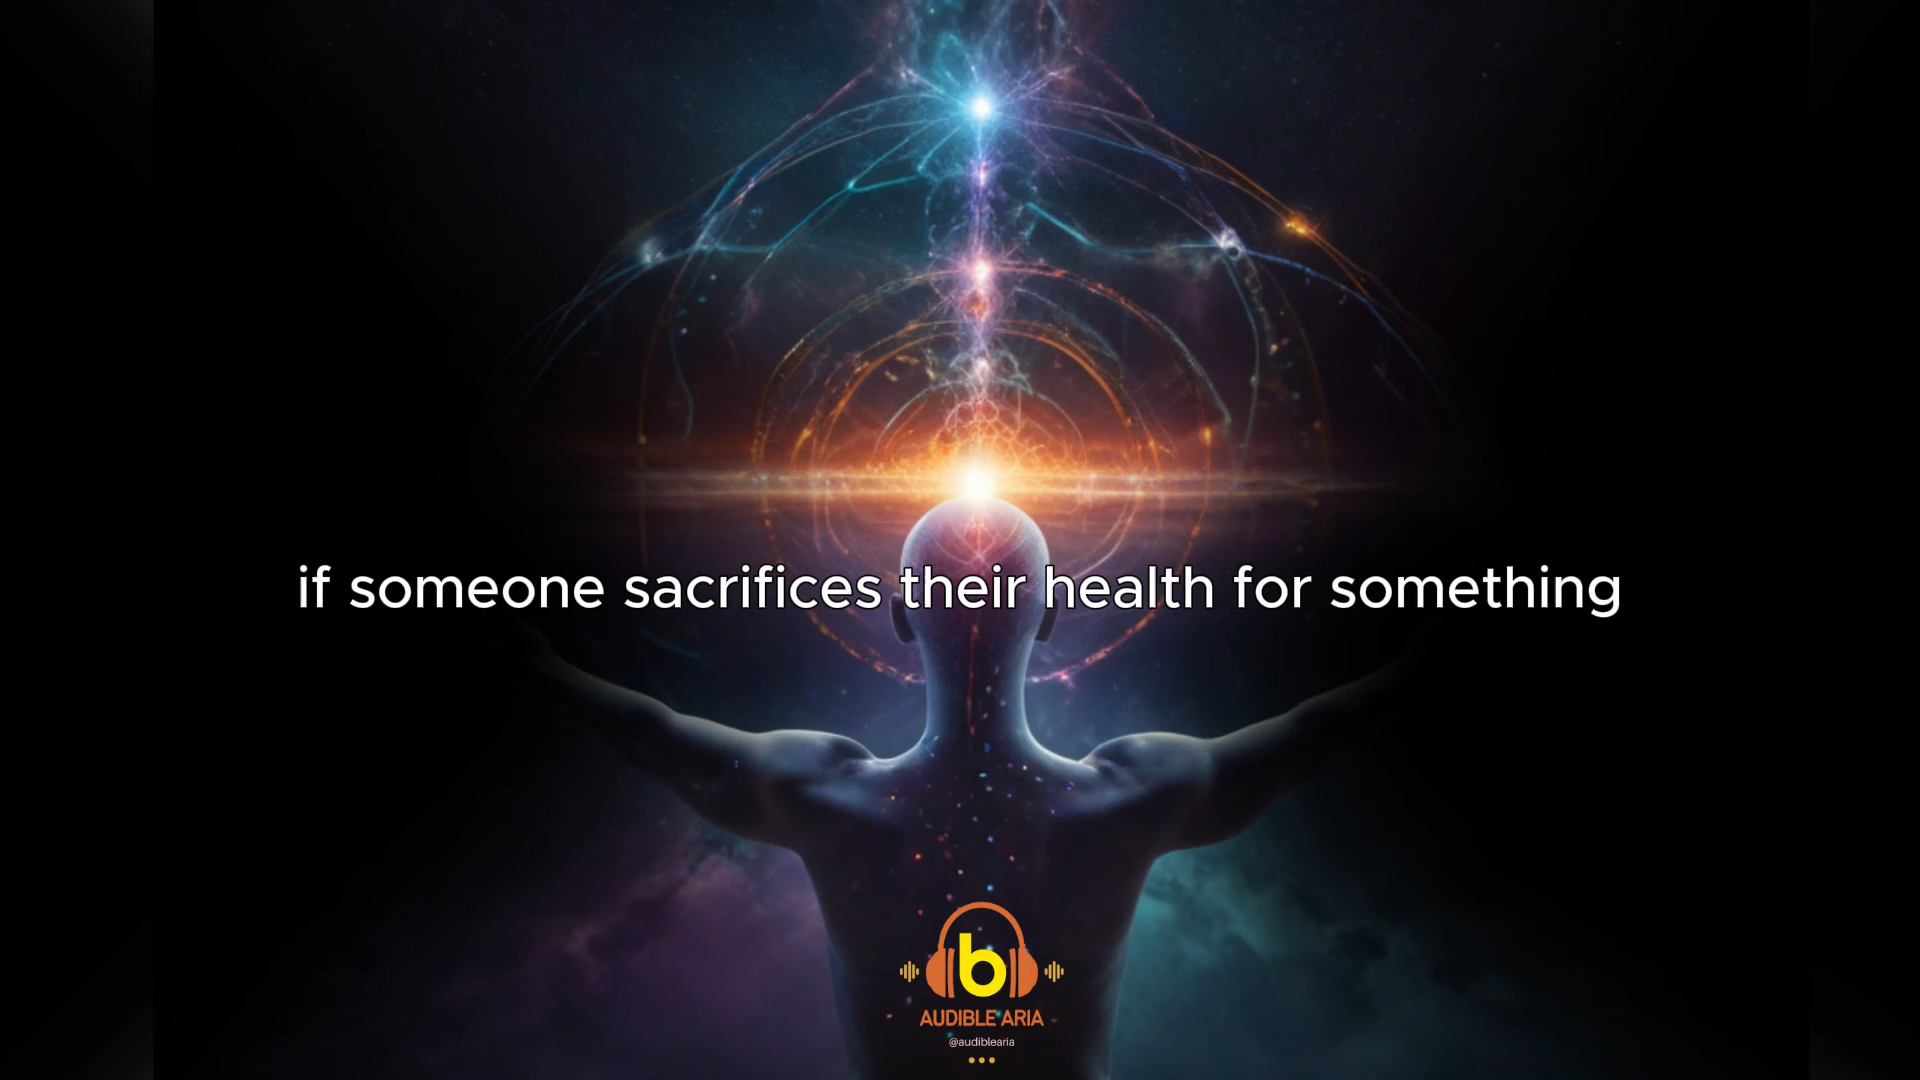 if someone sacrifices their health for something
b
AUDIBLE ARIA
@audiblearia